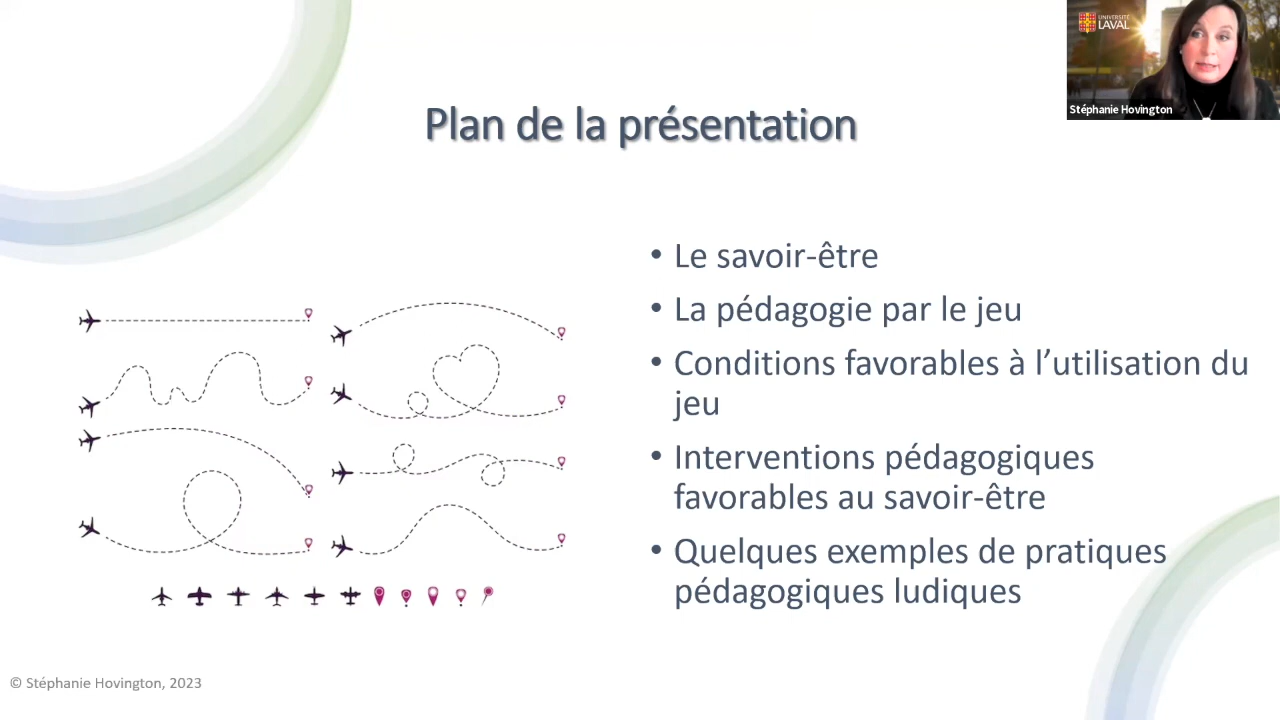 UNIVERSITÉ
LAVAL
Stéphanie Hovington
Plan de la présentation
• Le savoir-être
• La pédagogie par le jeu
• Conditions favorables à l’utilisation du
jeu
• Interventions pédagogiques
favorables au savoir-être
• Quelques exemples de pratiques
pédagogiques ludiques
© Stéphanie Hovington, 2023